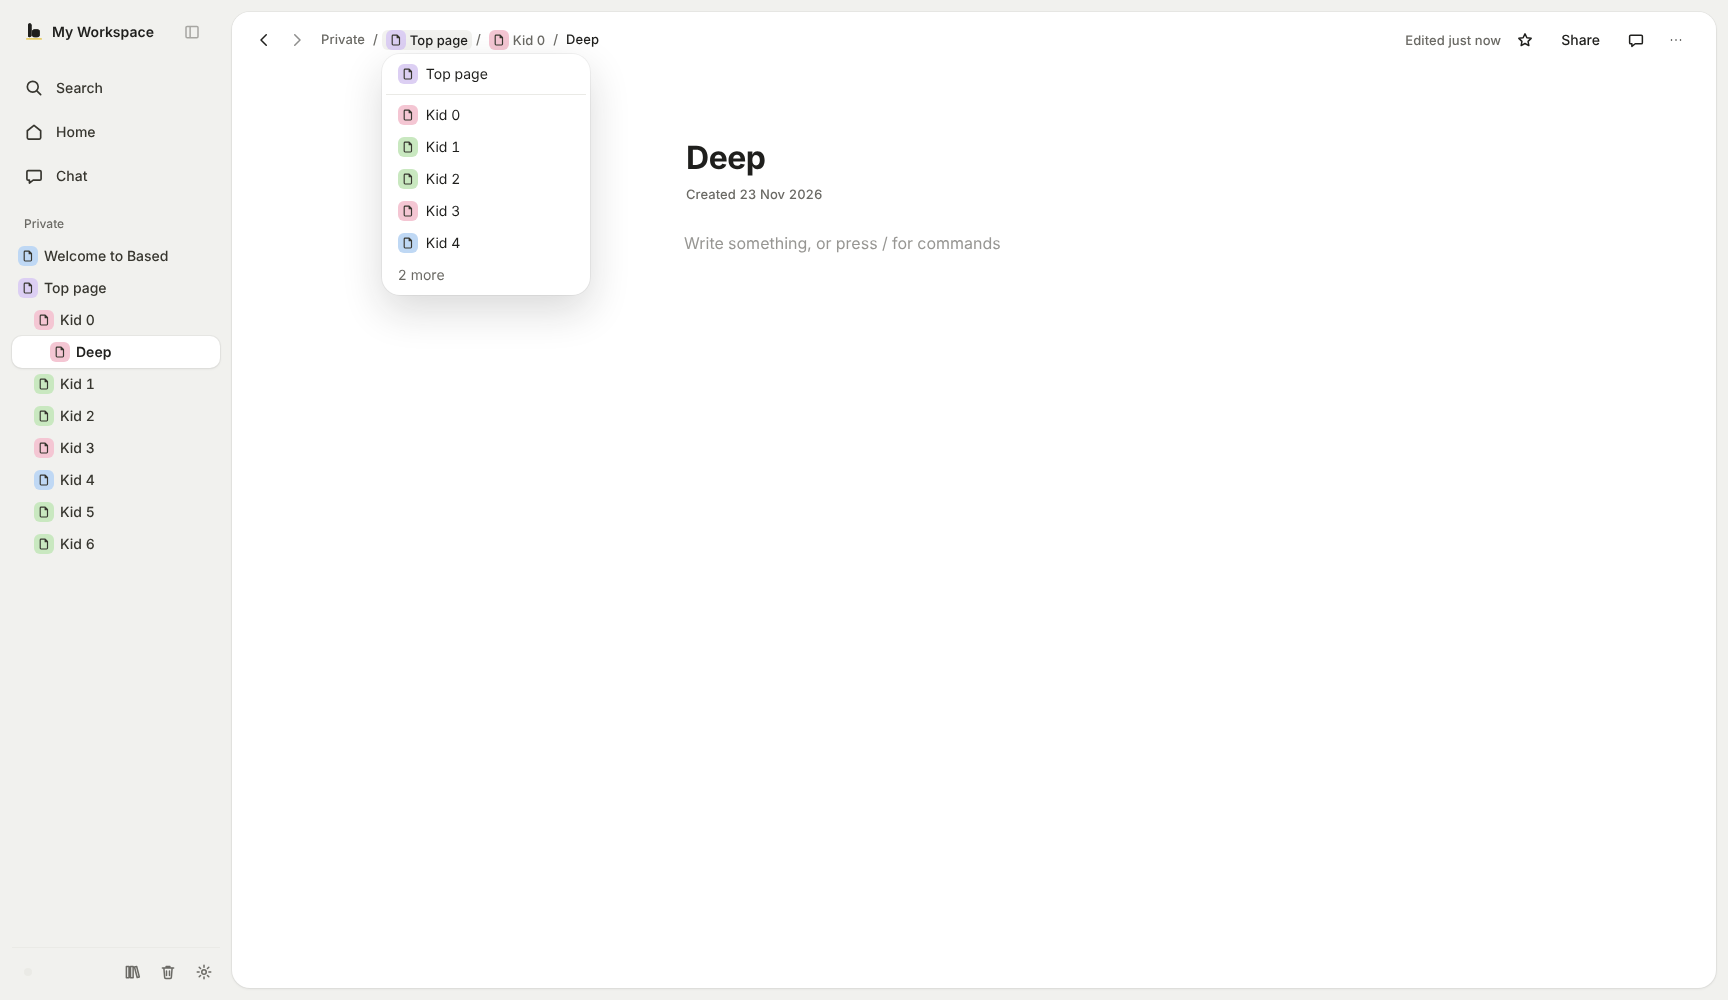 My Workspace
Search
Home
Chat
Private
Welcome to Based
Top page
Kid 0
Deep
Kid 1
Kid 2
Kid 3
Kid 4
Kid 5
Kid 6
Private / Top page / Kid 0 / Deep
Edited just now
Share
Top page
Kid 0
Kid 1
Kid 2
Kid 3
Kid 4
2 more
Deep
Created 23 Nov 2026
Write something, or press / for commands